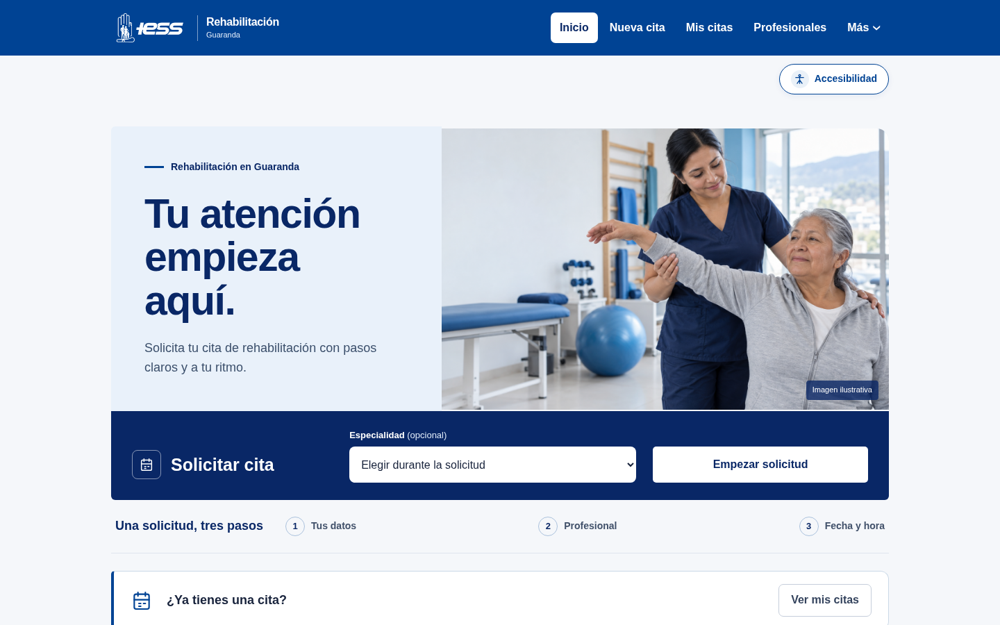 IESS
Rehabilitación
Guaranda
Inicio
Nueva cita
Mis citas
Profesionales
Más
Accesibilidad
Rehabilitación en Guaranda
Tu atención
empieza
aquí.
Solicita tu cita de rehabilitación con pasos
claros y a tu ritmo.
Imagen ilustrativa
Solicitar cita
Especialidad (opcional)
Elegir durante la solicitud
Empezar solicitud
Una solicitud, tres pasos
1 Tus datos
2 Profesional
3 Fecha y hora
¿Ya tienes una cita?
Ver mis citas